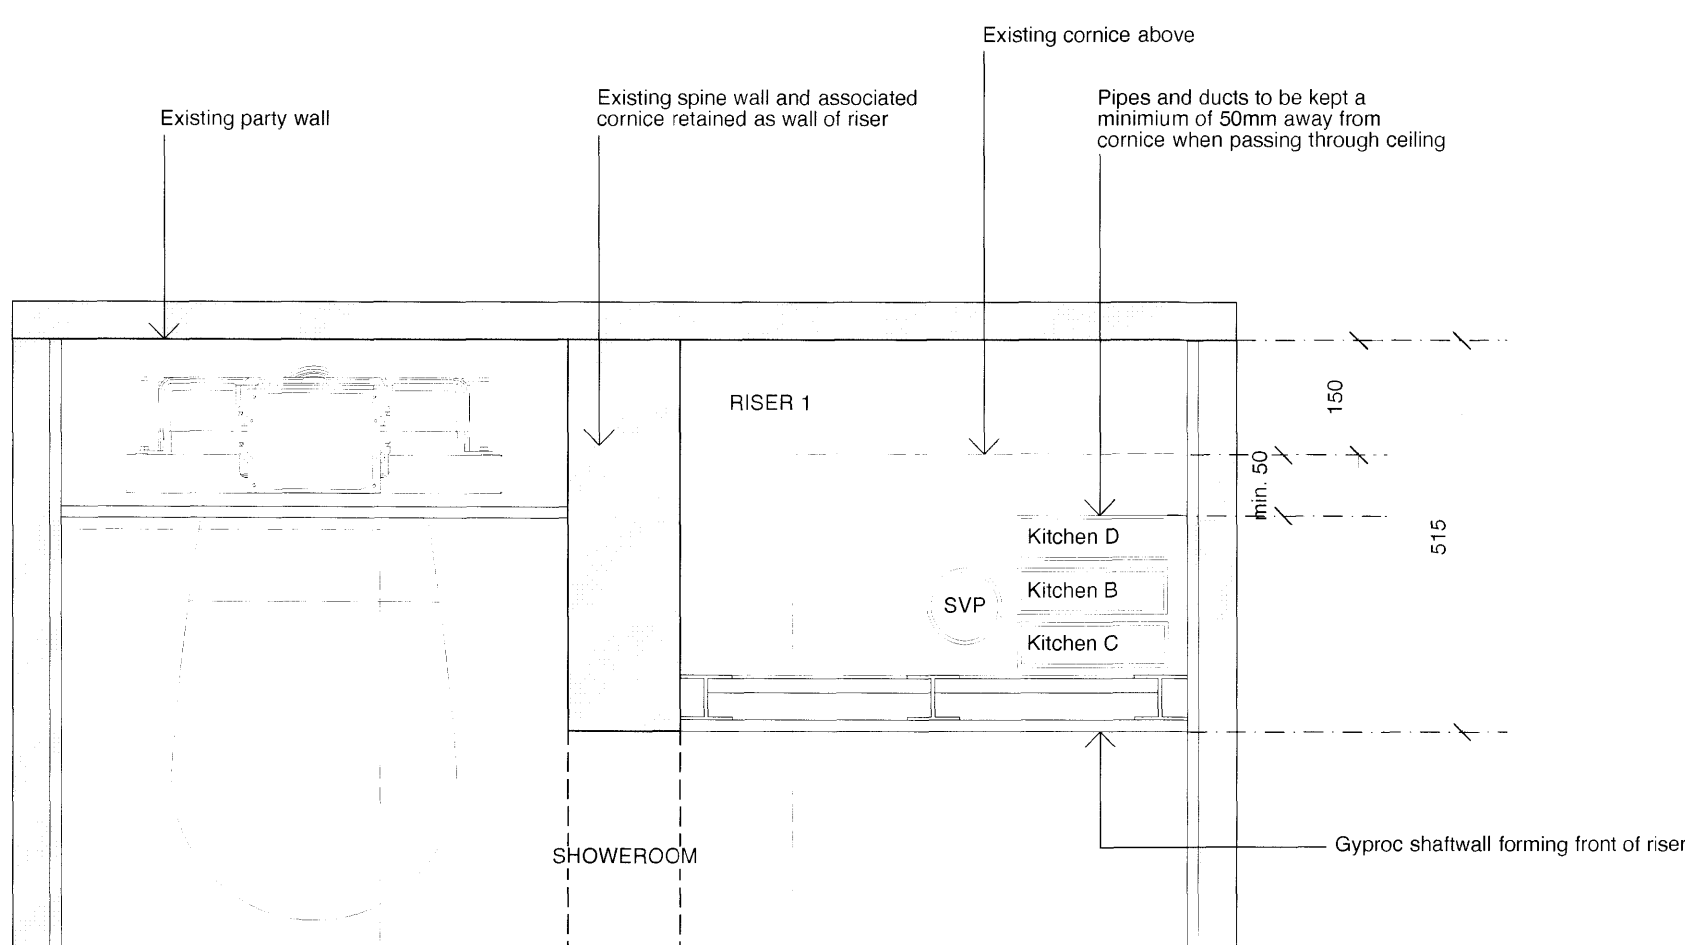 Existing cornice above
Existing party wall
Existing spine wall and associated
cornice retained as wall of riser
Pipes and ducts to be kept a
minimium of 50mm away from
cornice when passing through ceiling
RISER 1
150
min. 50
515
Kitchen D
Kitchen B
SVP
Kitchen C
Gyproc shaftwall forming front of riser
SHOWEROOM